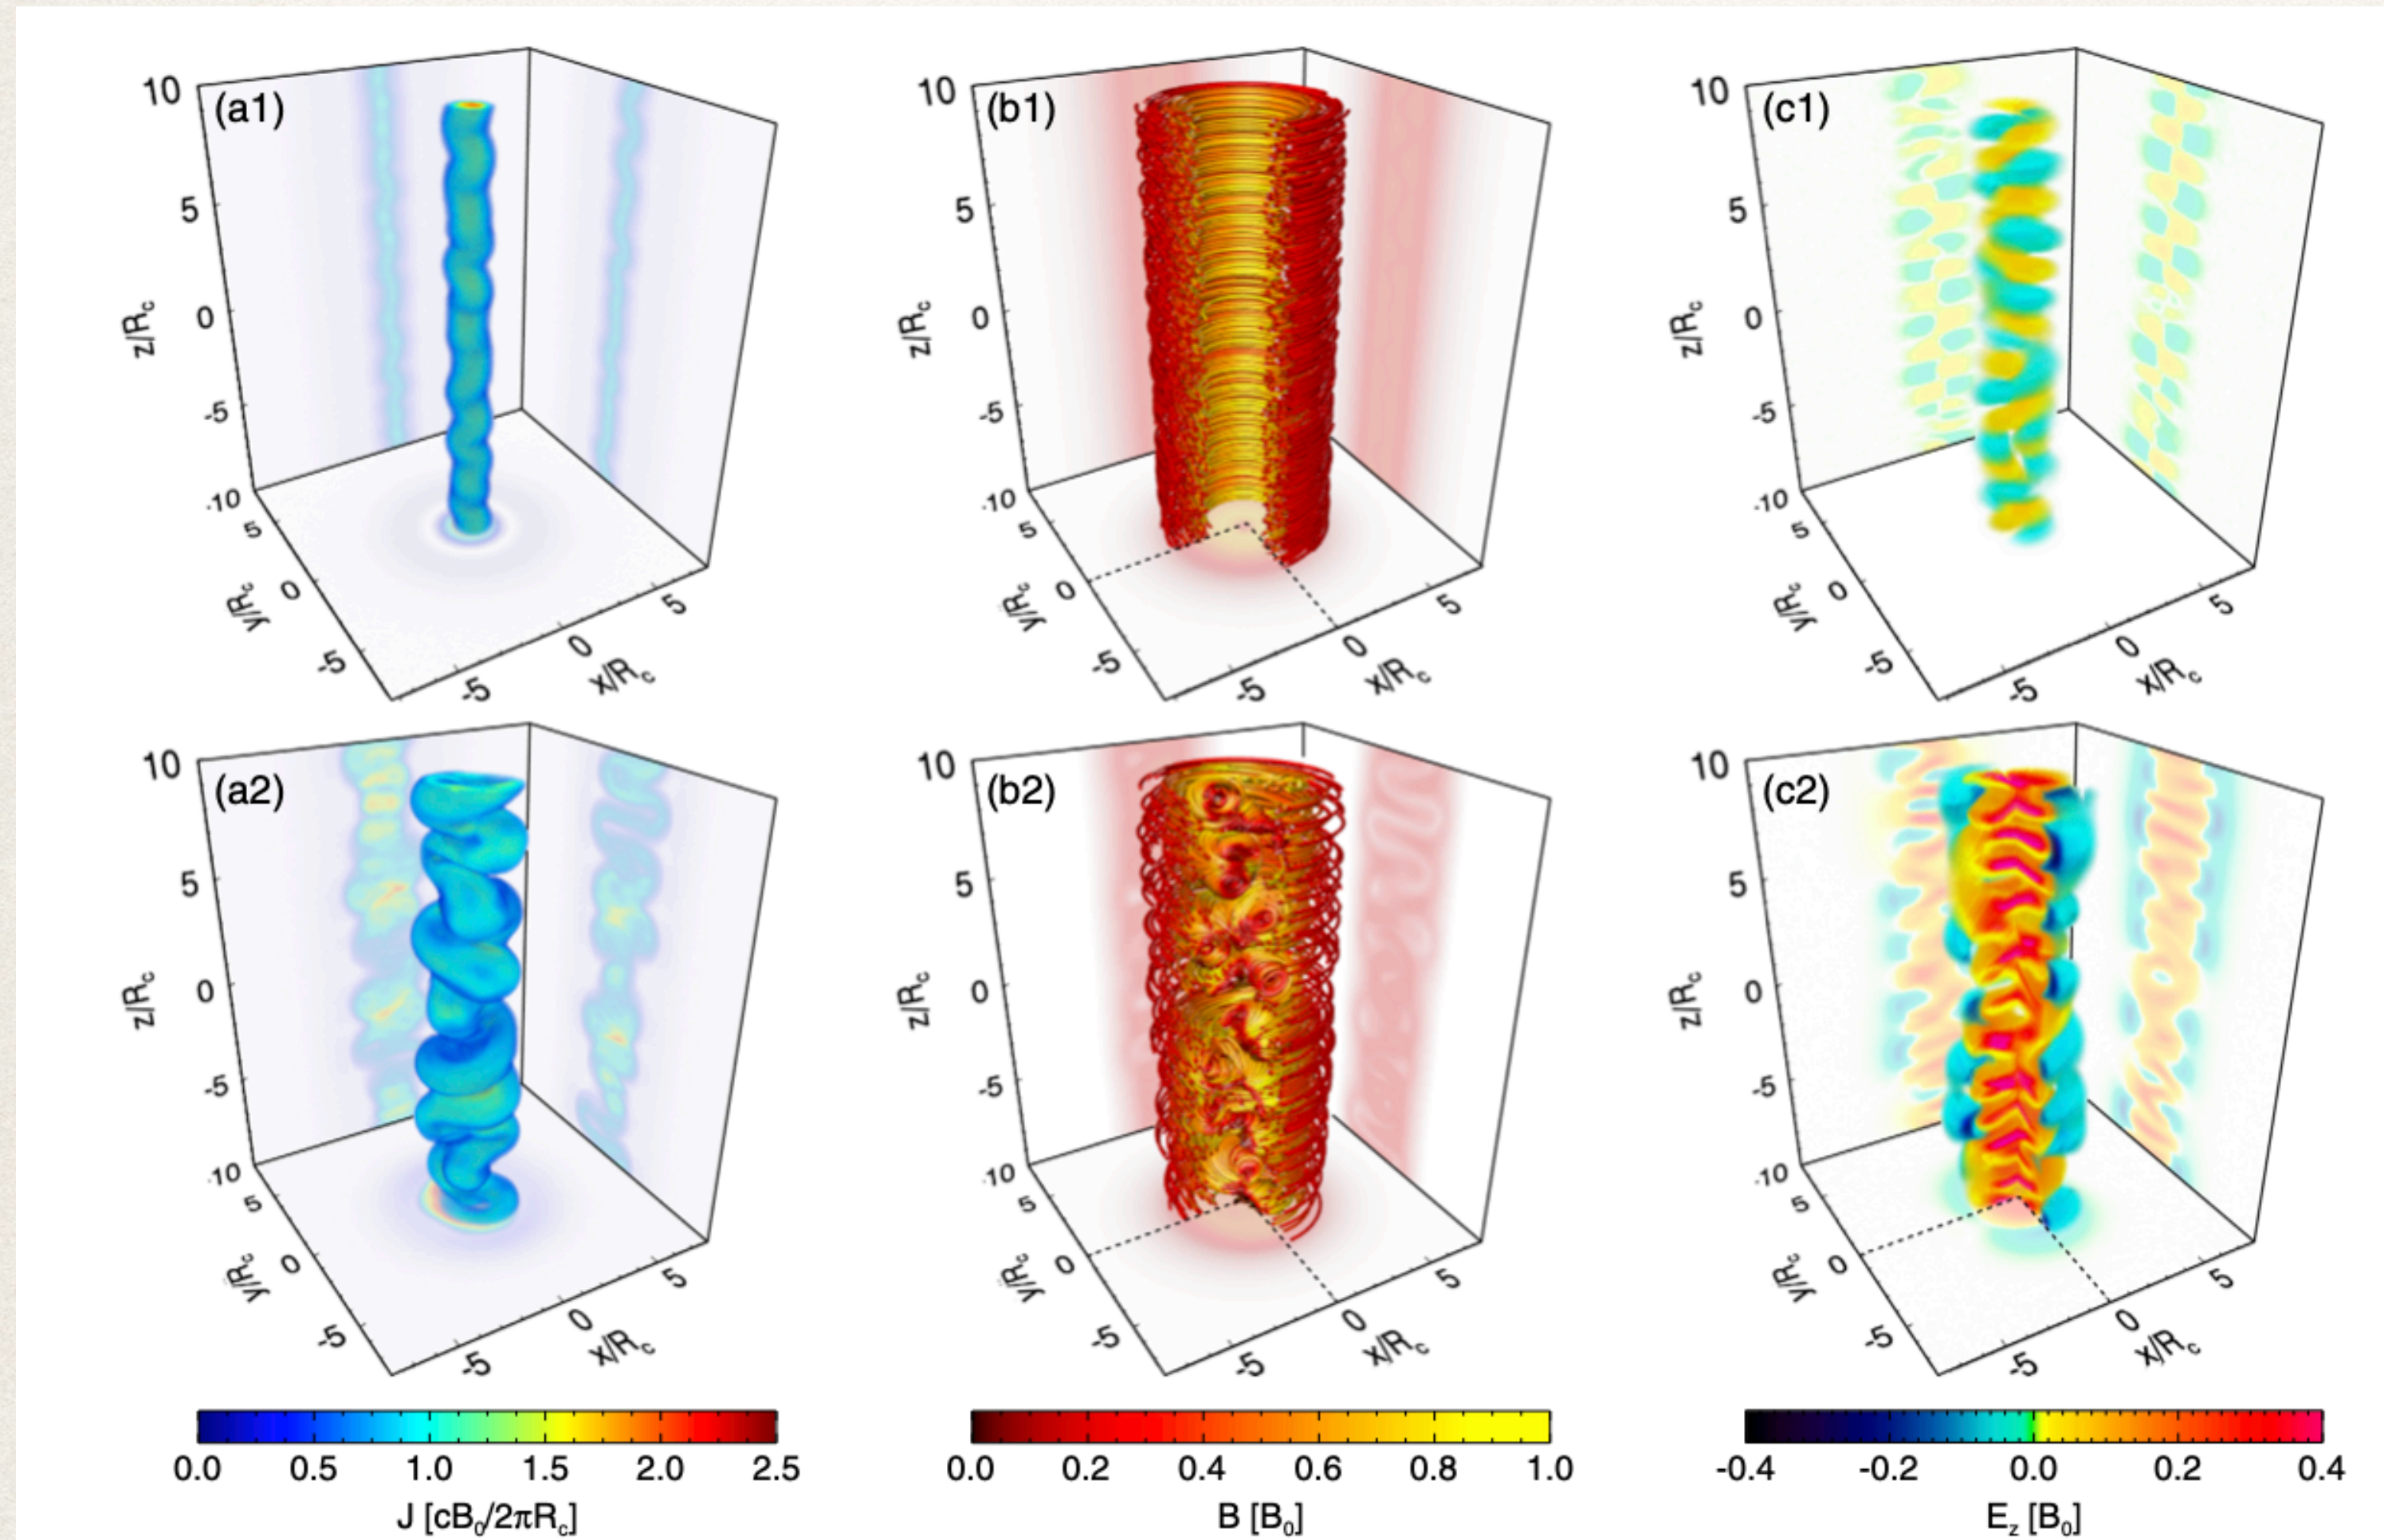 (a1)
10
5
0
-5
-10
z/R_c
5
0
-5
y/R_c
-5
0
5
x/R_c
(b1)
10
5
0
-5
-10
z/R_c
5
0
-5
y/R_c
-5
0
5
x/R_c
(c1)
10
5
0
-5
-10
z/R_c
5
0
-5
y/R_c
-5
0
5
x/R_c
(a2)
10
5
0
-5
-10
z/R_c
5
0
-5
y/R_c
-5
0
5
x/R_c
(b2)
10
5
0
-5
-10
z/R_c
5
0
-5
y/R_c
-5
0
5
x/R_c
(c2)
10
5
0
-5
-10
z/R_c
5
0
-5
y/R_c
-5
0
5
x/R_c
0.0 0.5 1.0 1.5 2.0 2.5
J [cB₀/2πR_c]
0.0 0.2 0.4 0.6 0.8 1.0
B [B₀]
-0.4 -0.2 0.0 0.2 0.4
E_z [B₀]